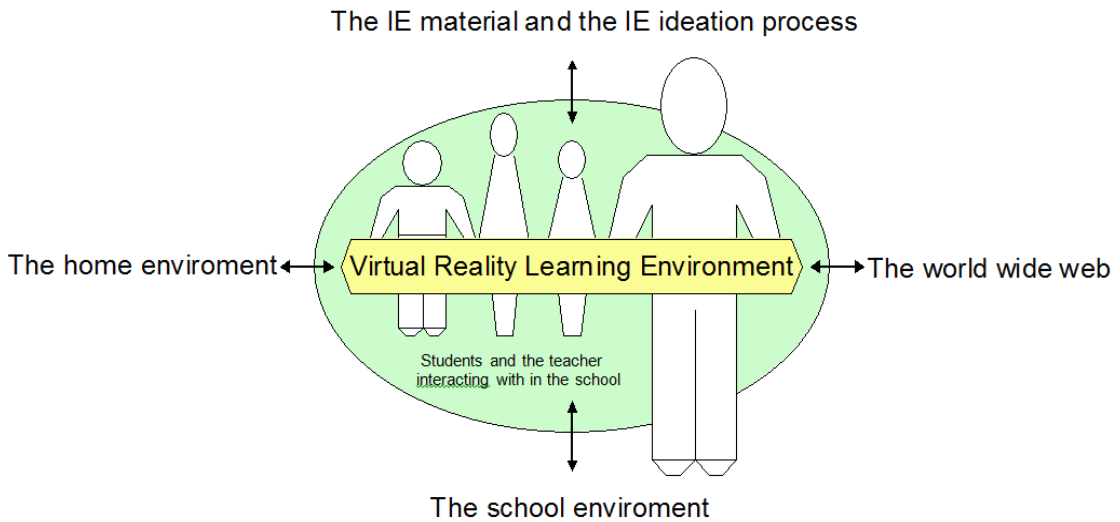 The IE material and the IE ideation process
The home enviroment
Virtual Reality Learning Environment
The world wide web
Students and the teacher
interacting with in the school
The school enviroment